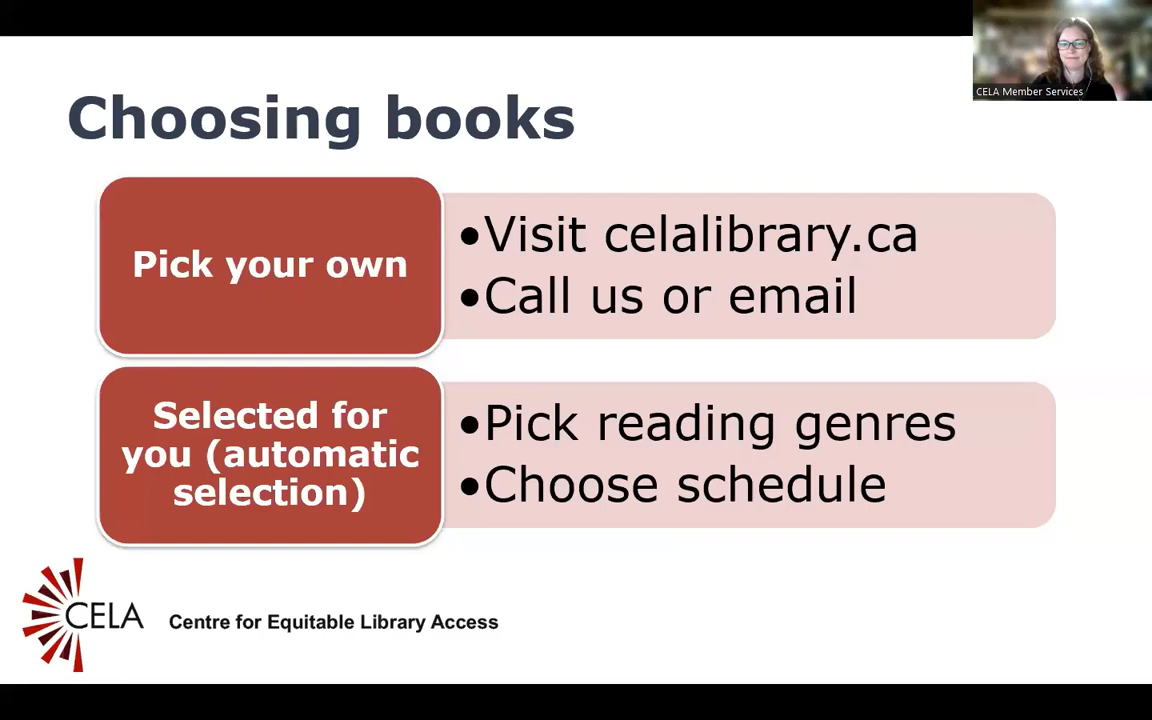 CELA Member Services
Choosing books
Pick your own
•Visit celalibrary.ca
•Call us or email
Selected for
you (automatic
selection)
•Pick reading genres
•Choose schedule
CELA
Centre for Equitable Library Access